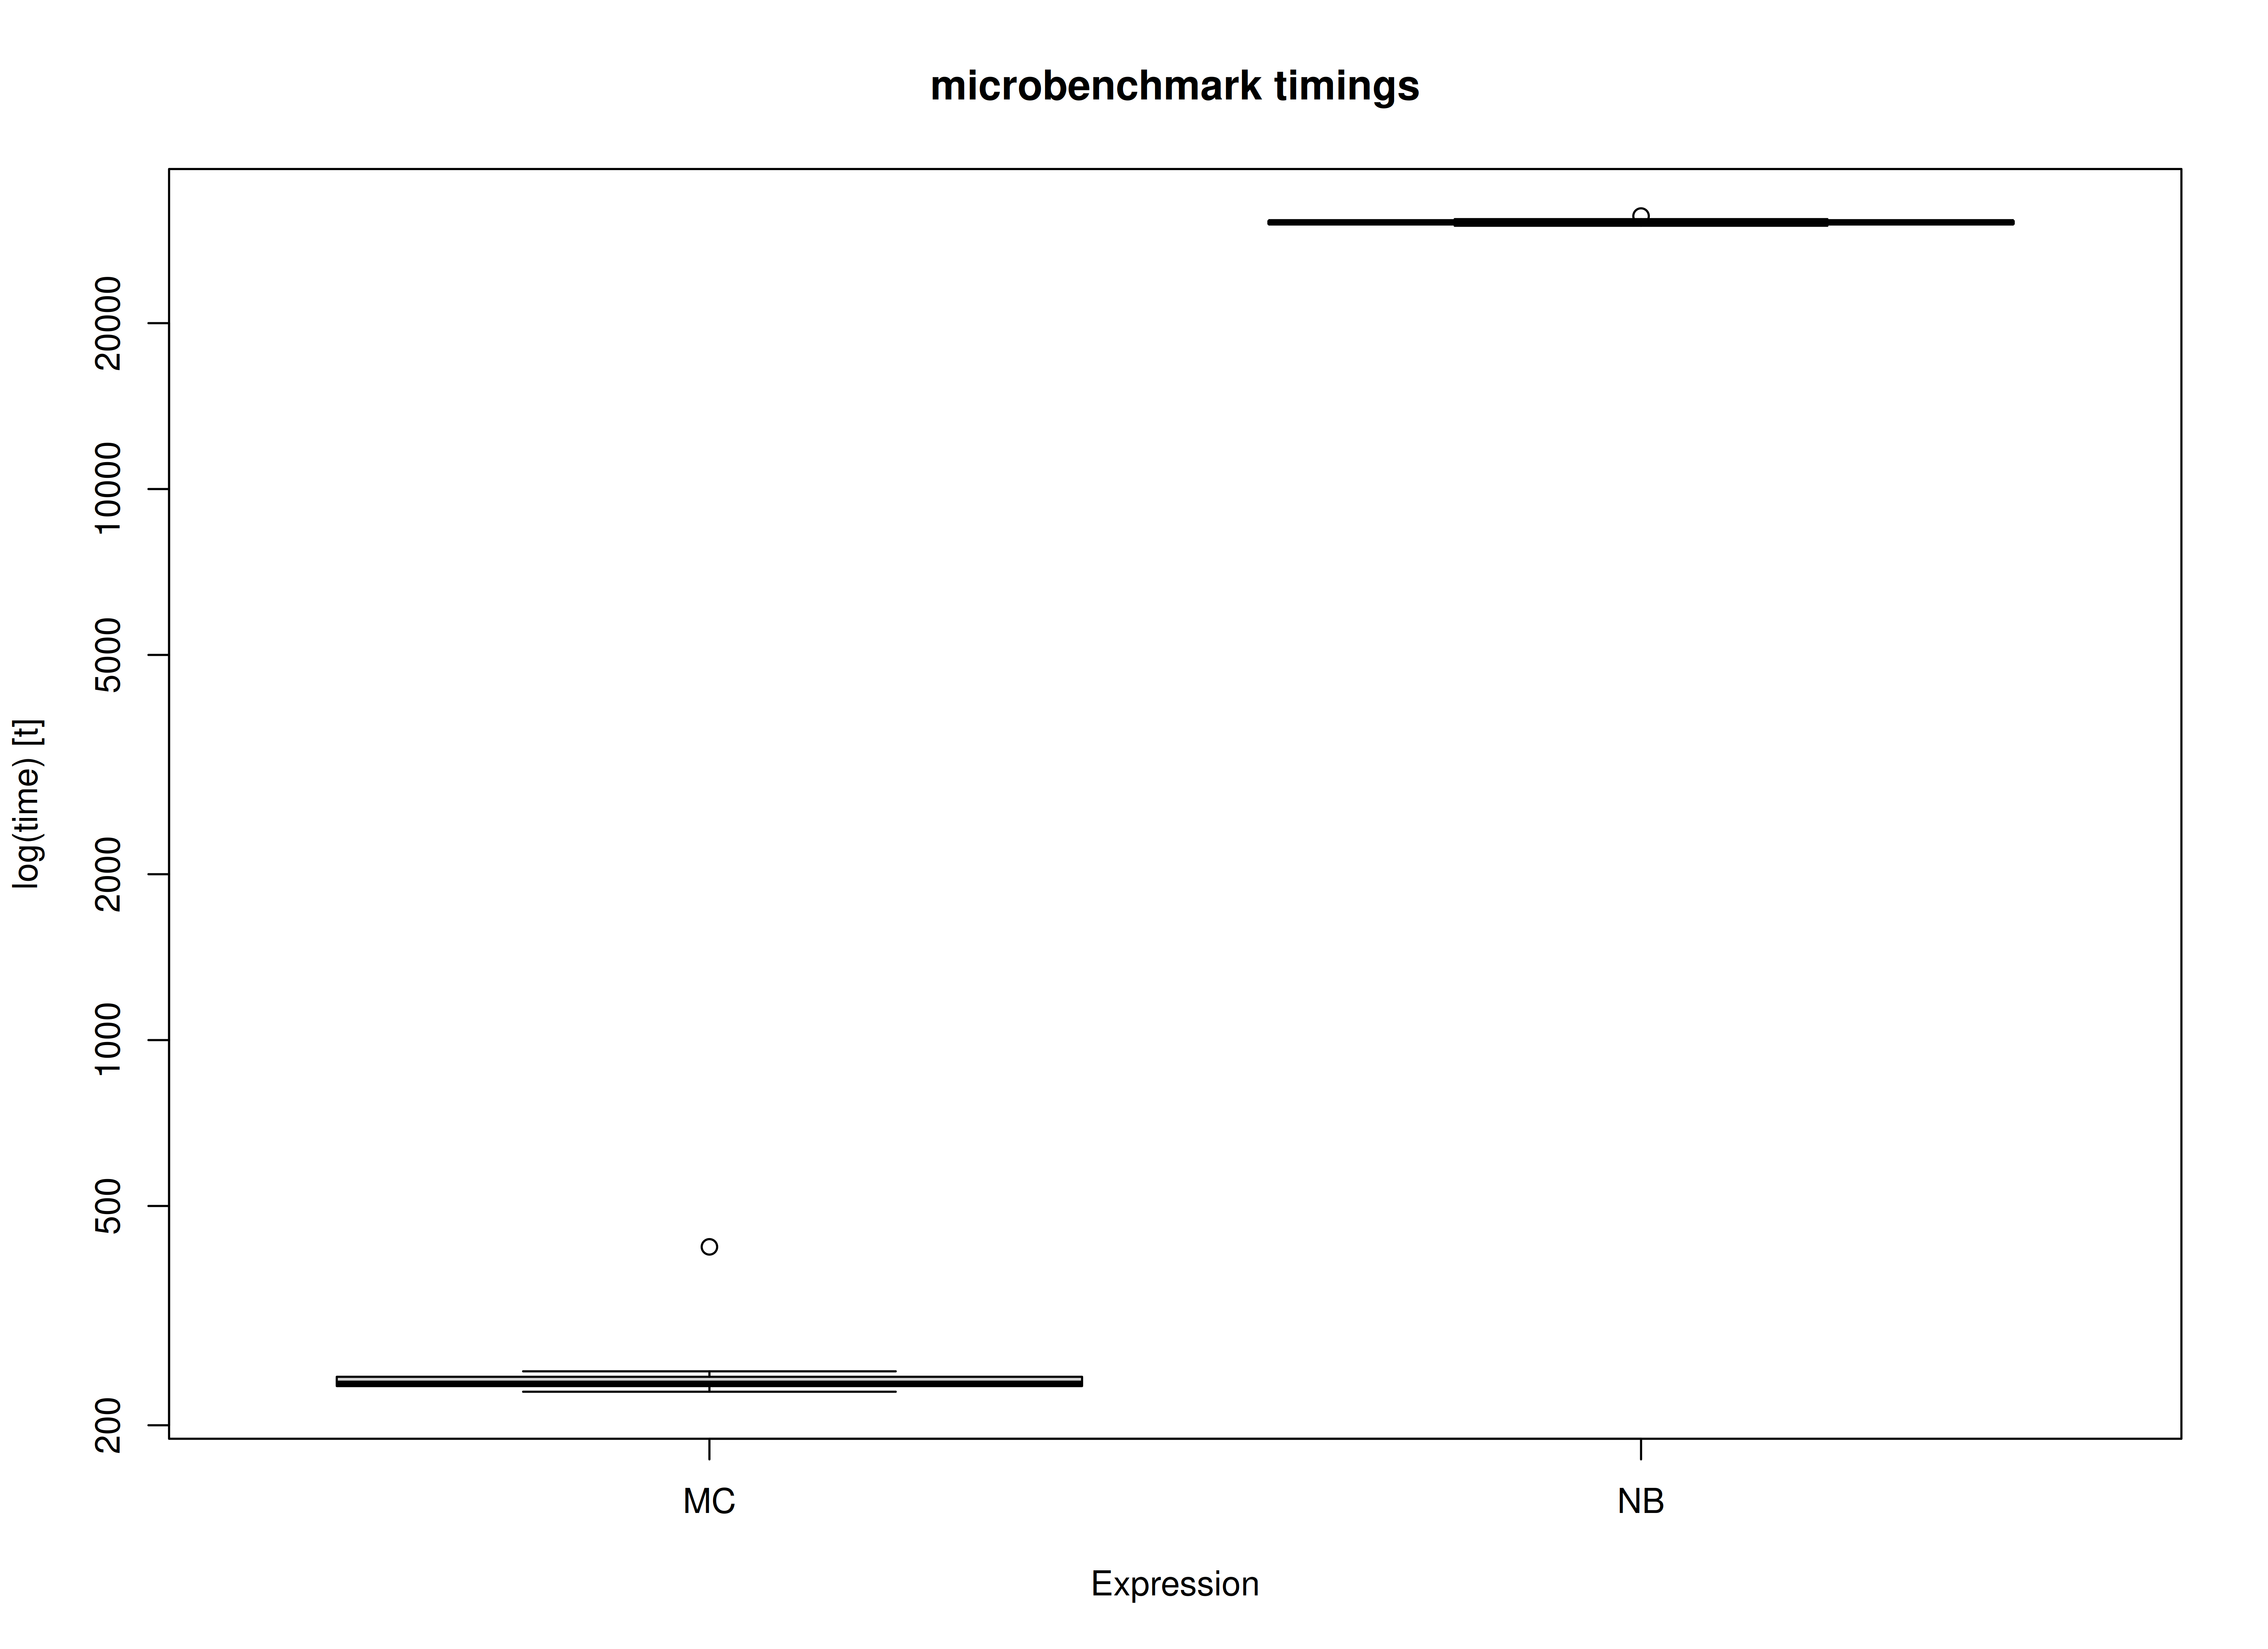 microbenchmark timings
log(time) [t]
20000
10000
5000
2000
1000
500
200
MC
NB
Expression